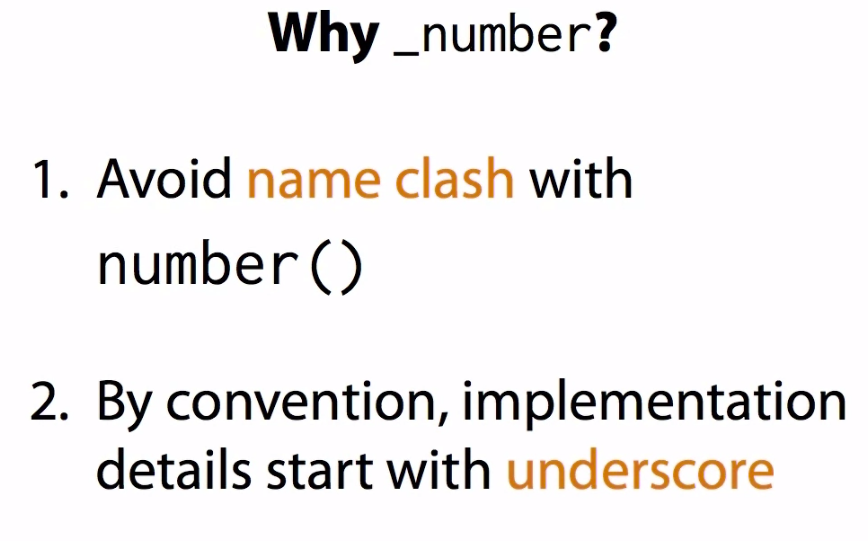 Why _number?
1. Avoid name clash with
number()
2. By convention, implementation
details start with underscore